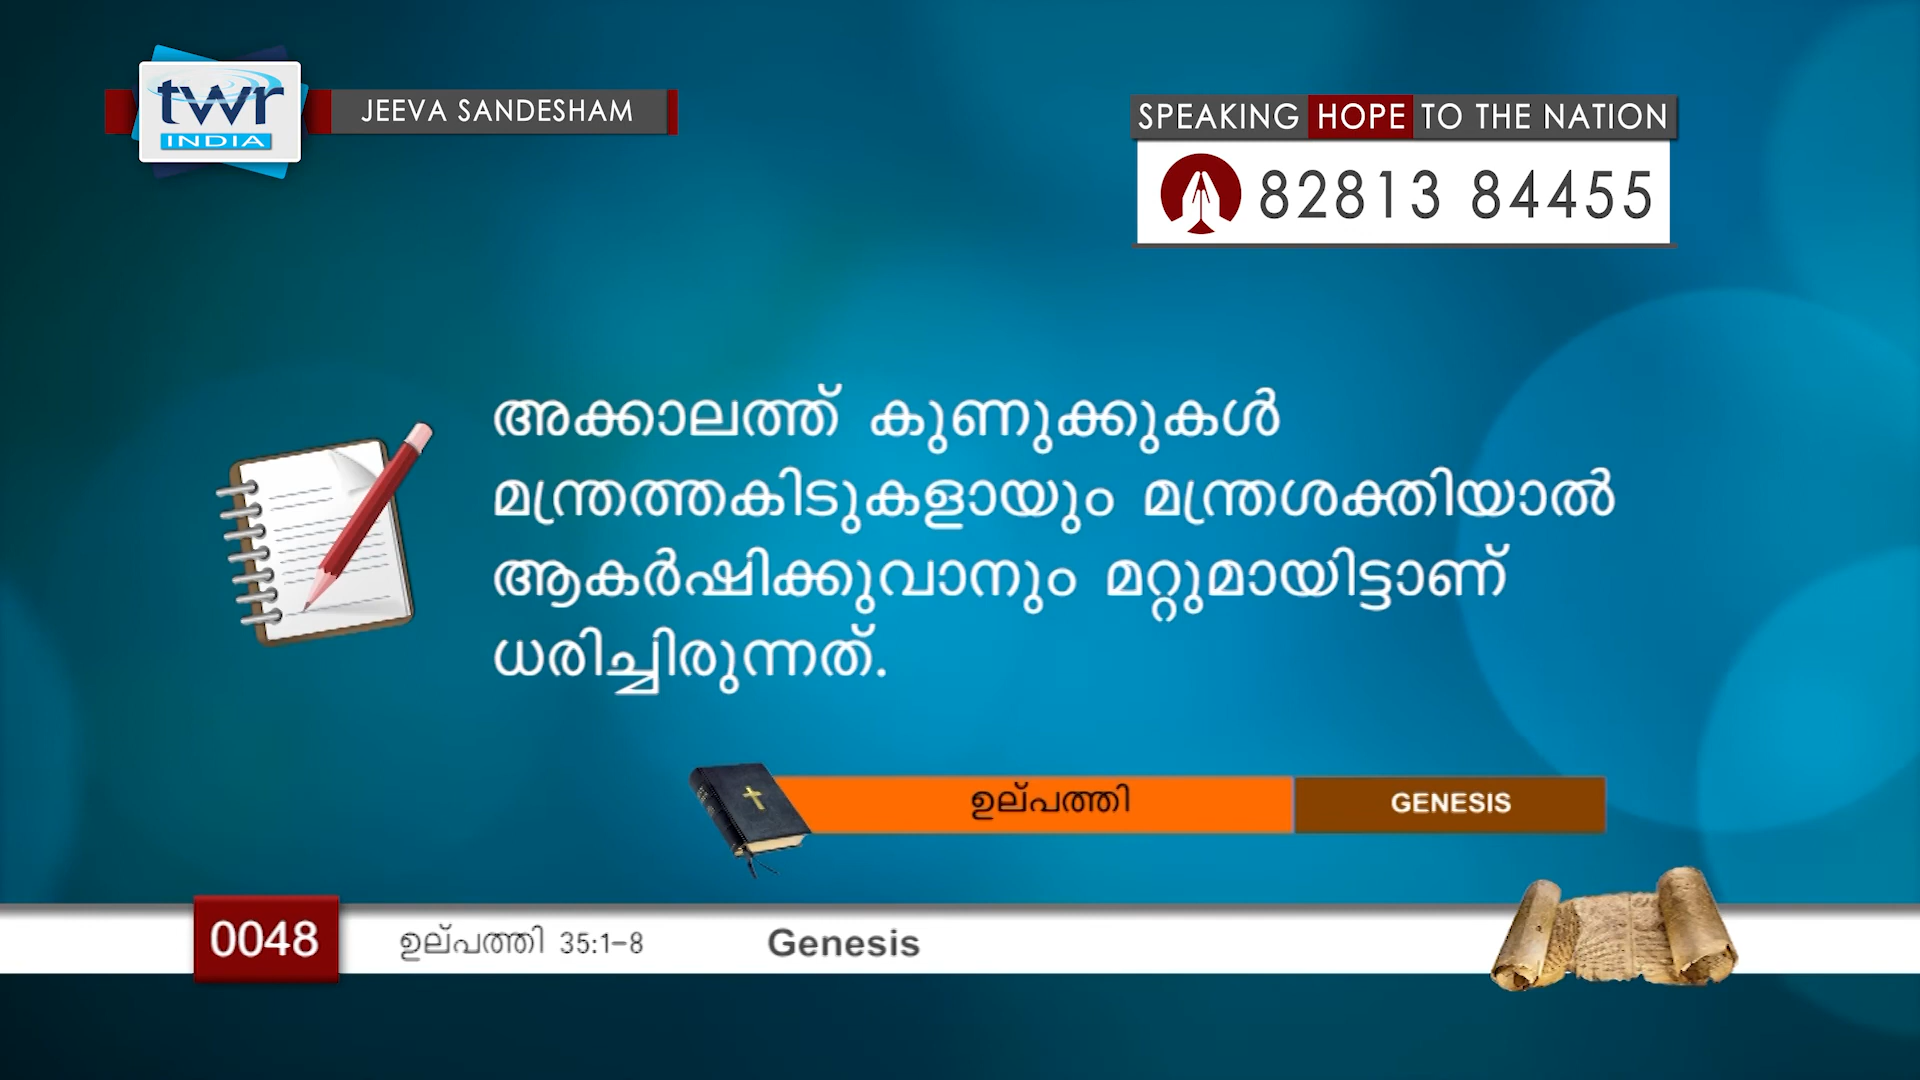 twr
INDIA
JEEVA SANDESHAM
SPEAKING HOPE TO THE NATION
82813 84455
അക്കാലത്ത് കുണുക്കുകൾ
മന്ത്രത്തകിടുകളായും മന്ത്രശക്തിയാൽ
ആകർഷിക്കുവാനും മറ്റുമായിട്ടാണ്
ധരിച്ചിരുന്നത്.
ഉല്പത്തി GENESIS
0048 ഉല്പത്തി 35:1-8 Genesis